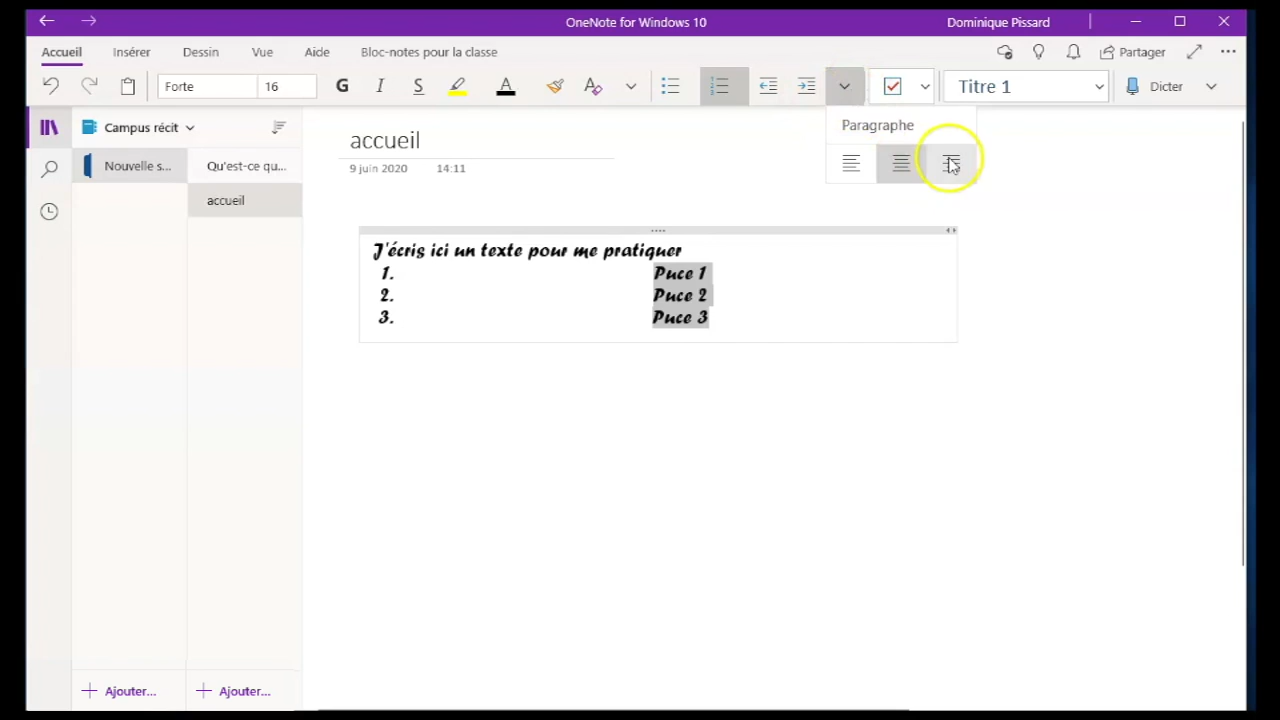 OneNote for Windows 10
Dominique Pissard
Accueil Insérer Dessin Vue Aide Bloc-notes pour la classe
Partager
Forte 16 G I S A A Titre 1 Dicter
Campus récit
Paragraphe
Nouvelle s...
Qu'est-ce qu...
accueil
accueil
9 juin 2020 14:11
J'écris ici un texte pour me pratiquer
1. Puce 1
2. Puce 2
3. Puce 3
Ajouter... Ajouter...